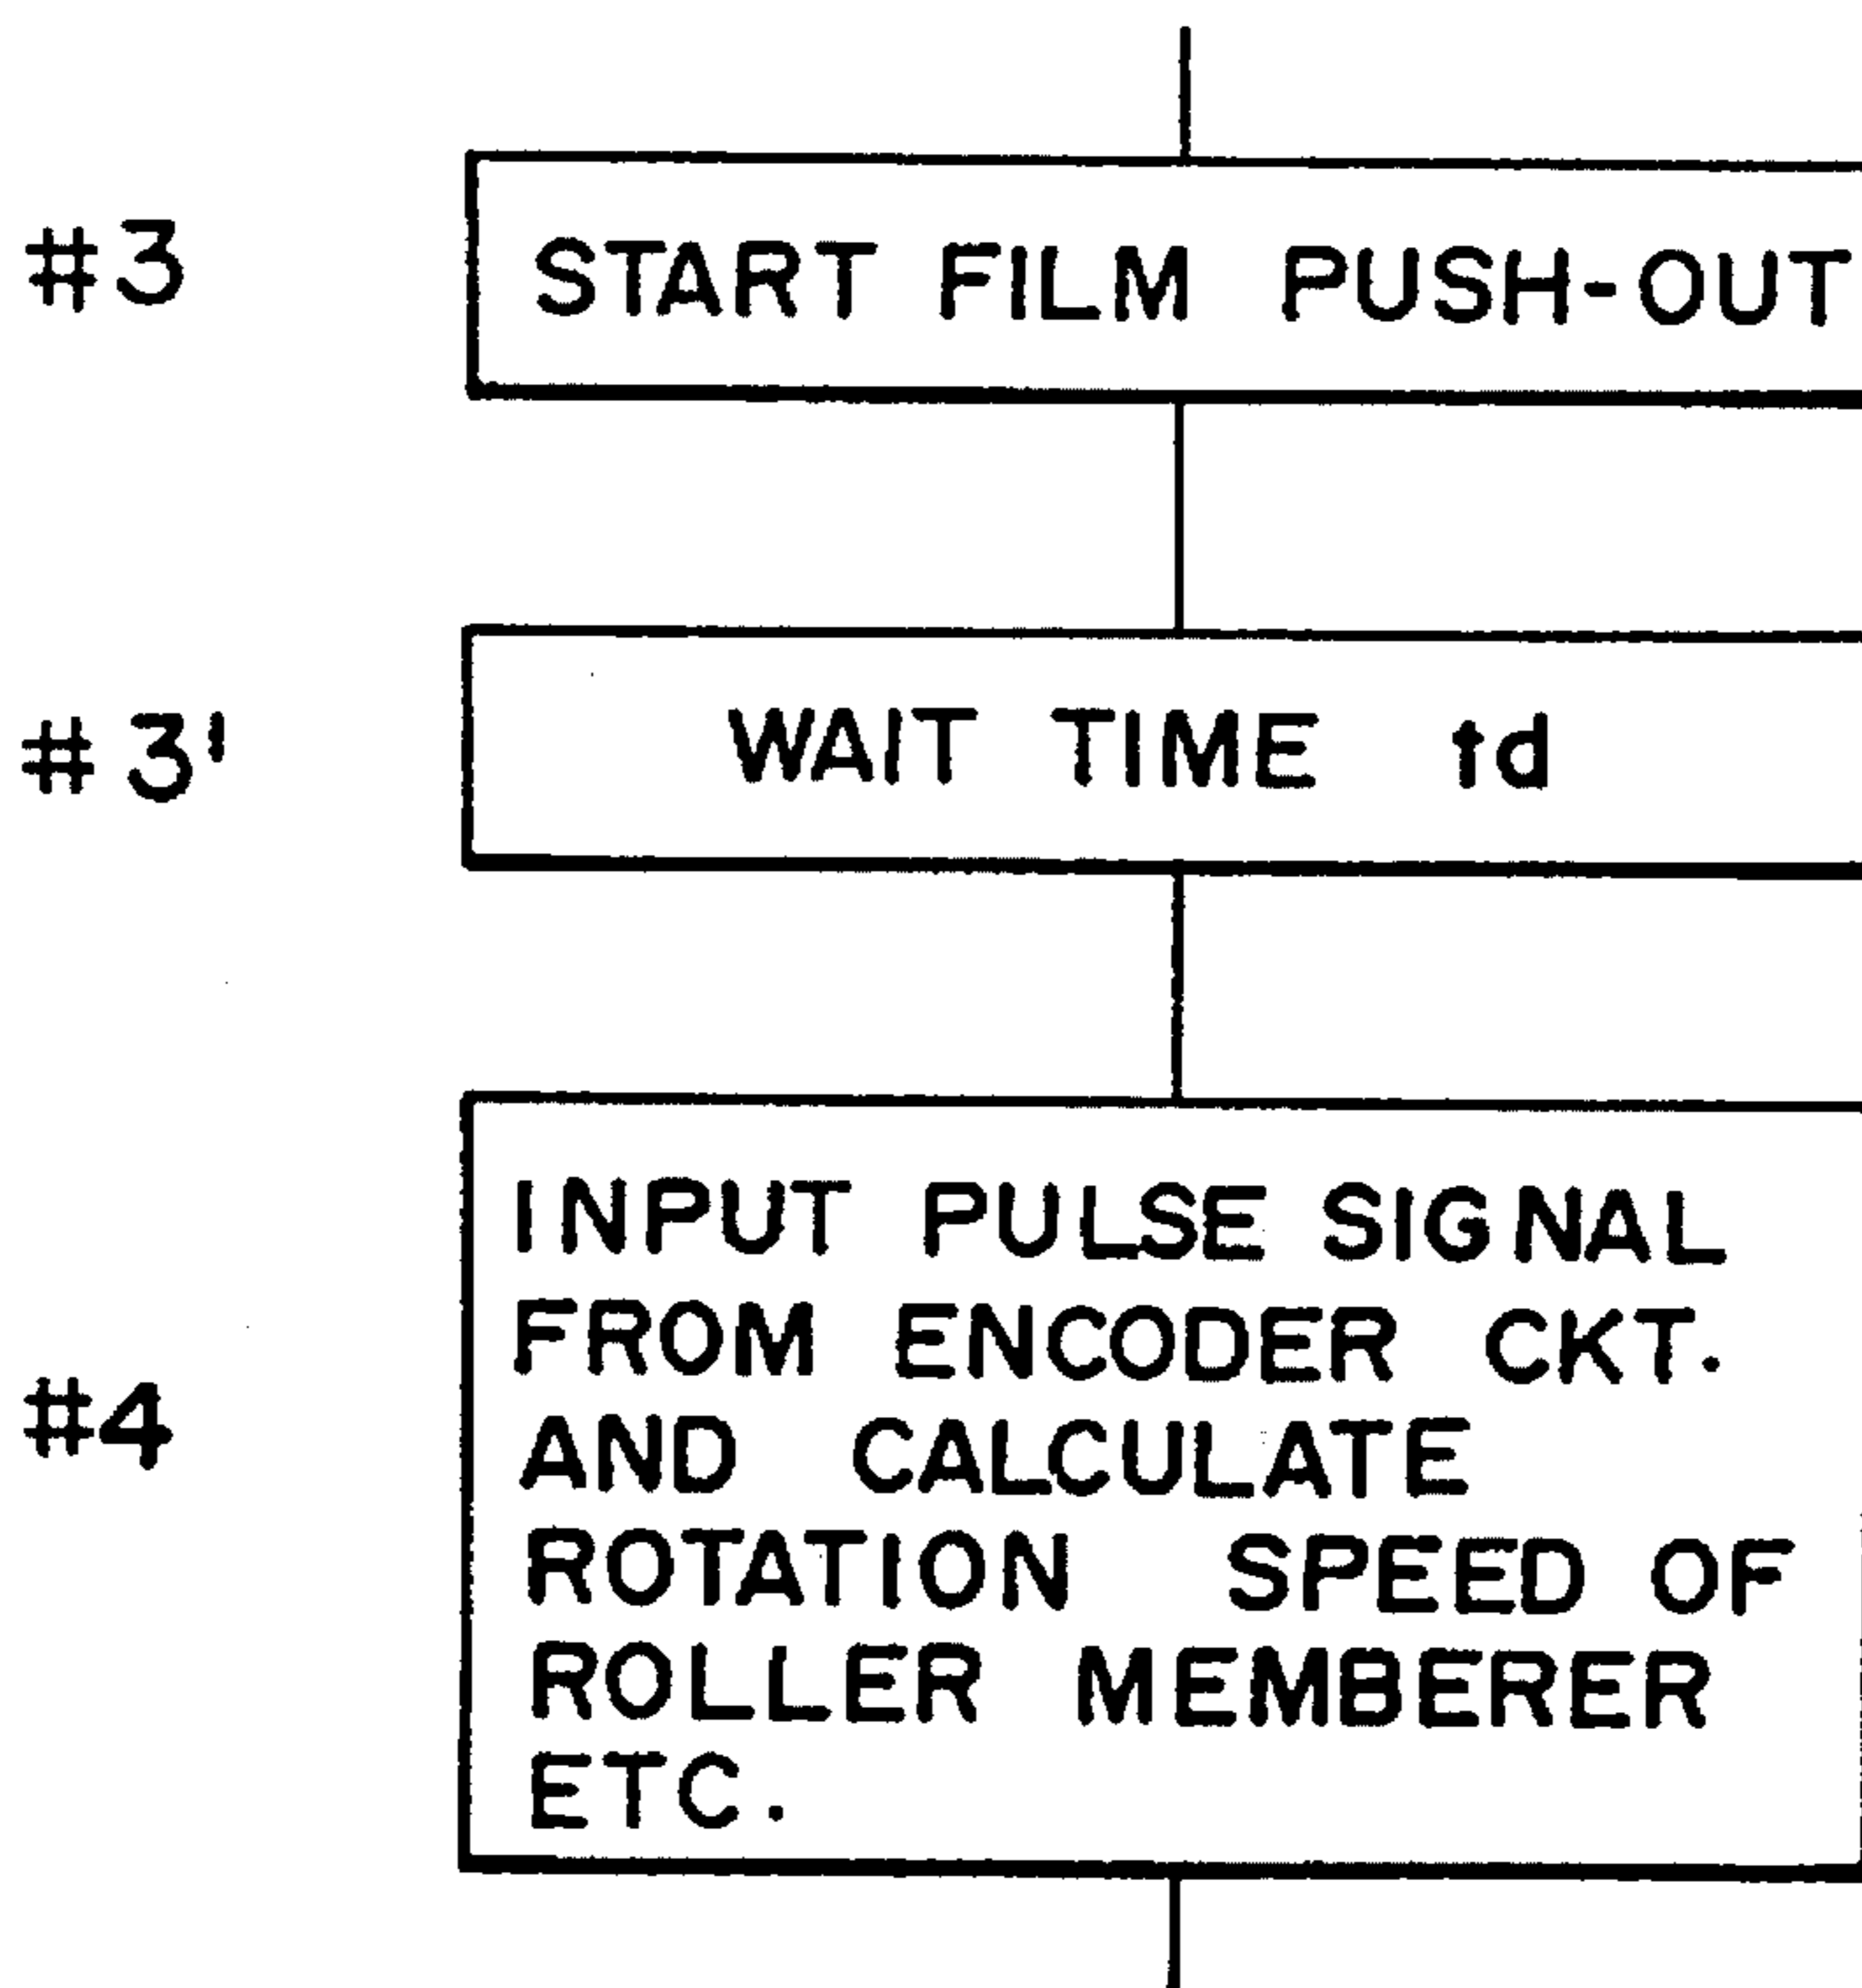 #3 START FILM PUSH-OUT
#3' WAIT TIME td
INPUT PULSE SIGNAL
FROM ENCODER CKT.
#4 AND CALCULATE
ROTATION SPEED OF
ROLLER MEMBERER
ETC.